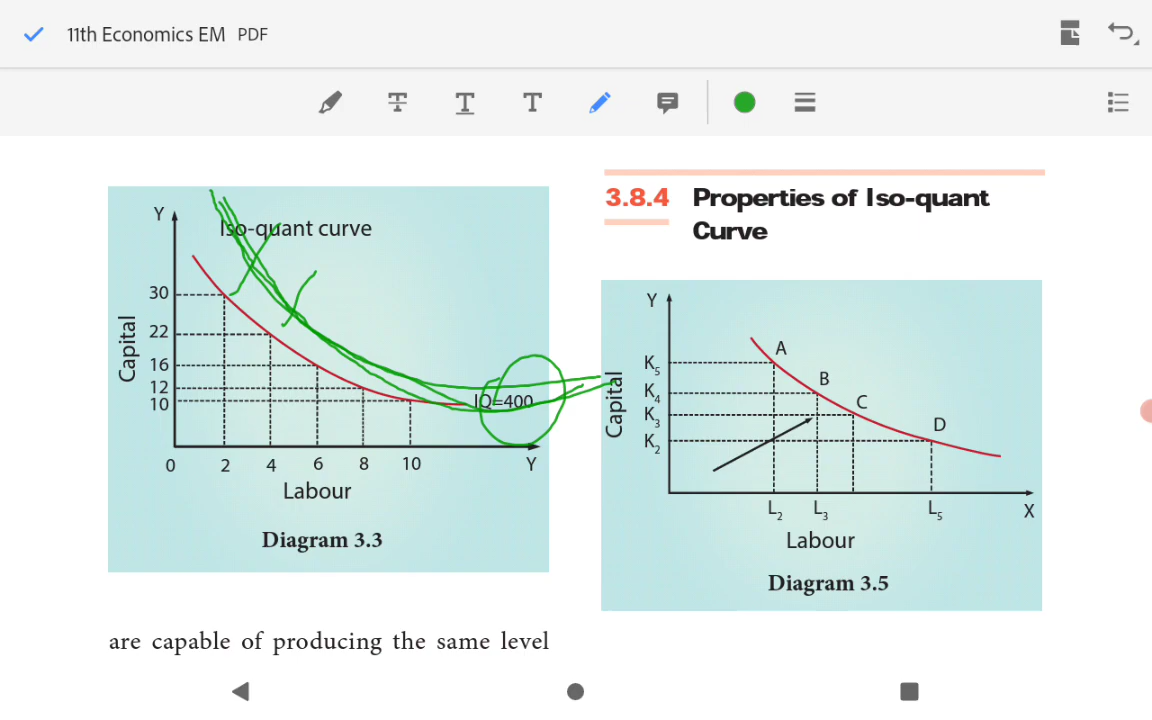 11th Economics EM PDF
Y
Iso-quant curve
30
22
16
12
10
Capital
IQ=400
0 2 4 6 8 10 Y
Labour
Diagram 3.3
are capable of producing the same level
3.8.4 Properties of Iso-quant
Curve
Y
A
K5
B
K4
C
K3
D
K2
Capital
L2 L3 L5 X
Labour
Diagram 3.5